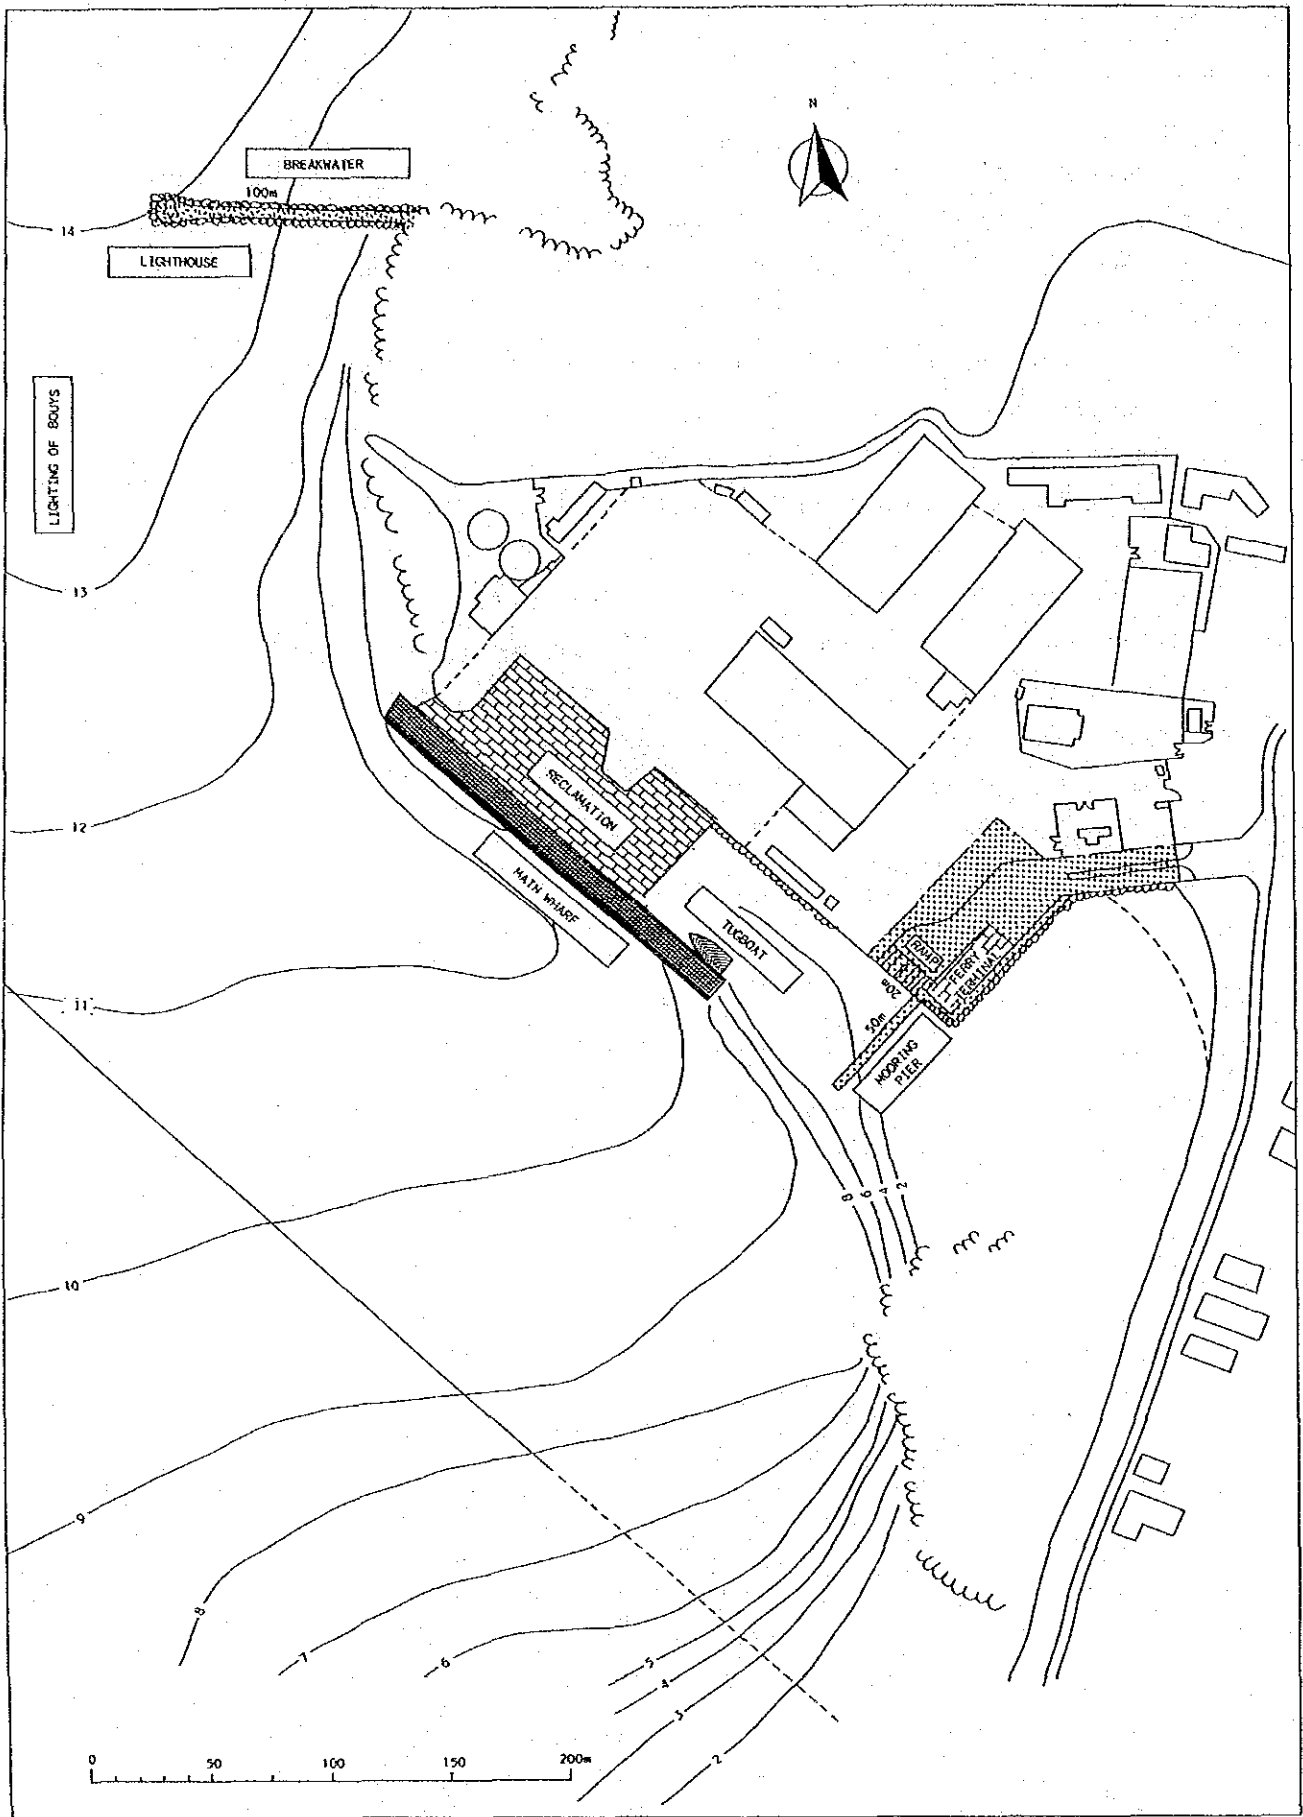 N
BREAKWATER
100m
14
LIGHTHOUSE
LIGHTING OF BOUYS
13
RECLAMATION
12
MAIN WHARF
TUGBOAT
RAMP
FERRY
TERMINAL
20m
50m
11
MOORING
PIER
8
6
4
2
10
9
8
7
6
5
4
3
2
0
50
100
150
200m